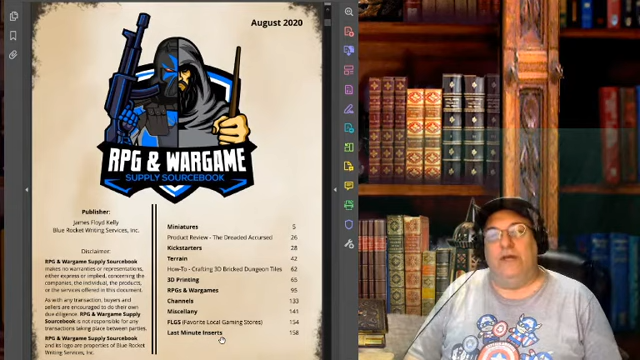 August 2020
RPG & WARGAME
SUPPLY SOURCEBOOK
Publisher:
James Floyd Kelly
Blue Rocket Writing Services, Inc.
Disclaimer:
RPG & Wargame Supply Sourcebook
makes no warranties or representations,
either express or implied, concerning the
companies, the individual, the products,
or the services offered in this document.
As with any transaction, buyers and
sellers are encouraged to do their own
due diligence. RPG & Wargame Supply
Sourcebook is not responsible for any
transactions taking place between parties.
RPG & Wargame Supply Sourcebook
and its logo are properties of Blue Rocket
Writing Services, Inc.
Miniatures 5
Product Review - The Dreaded Accursed 26
Kickstarters 28
Terrain 42
How-To - Crafting 3D Bricked Dungeon Tiles 62
3D Printing 65
RPGs & Wargames 95
Channels 133
Miscellany 141
FLGS (Favorite Local Gaming Stores) 154
Last Minute Inserts 158